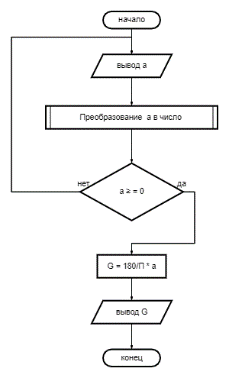 начало
вывод а
Преобразование а в число
нет
а ≥ = 0
да
G = 180/П * а
вывод G
конец